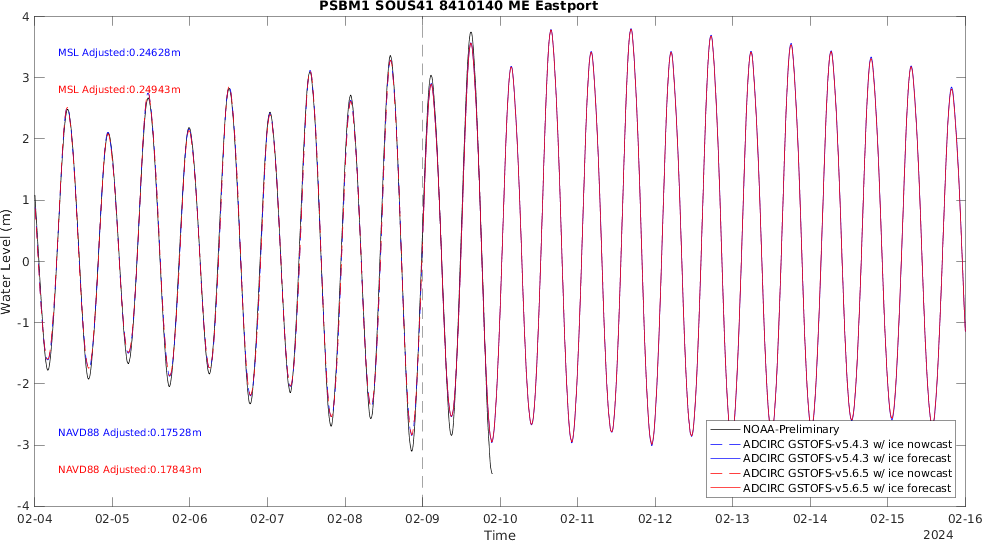 PSBM1 SOUS41 8410140 ME Eastport
4
3
2
1
0
-1
-2
-3
-4
Water Level (m)
MSL Adjusted:0.24628m
MSL Adjusted:0.24943m
NAVD88 Adjusted:0.17528m
NAVD88 Adjusted:0.17843m
NOAA-Preliminary
ADCIRC GSTOFS-v5.4.3 w/ ice nowcast
ADCIRC GSTOFS-v5.4.3 w/ ice forecast
ADCIRC GSTOFS-v5.6.5 w/ ice nowcast
ADCIRC GSTOFS-v5.6.5 w/ ice forecast
02-04 02-05 02-06 02-07 02-08 02-09 02-10 02-11 02-12 02-13 02-14 02-15 02-16
Time
2024